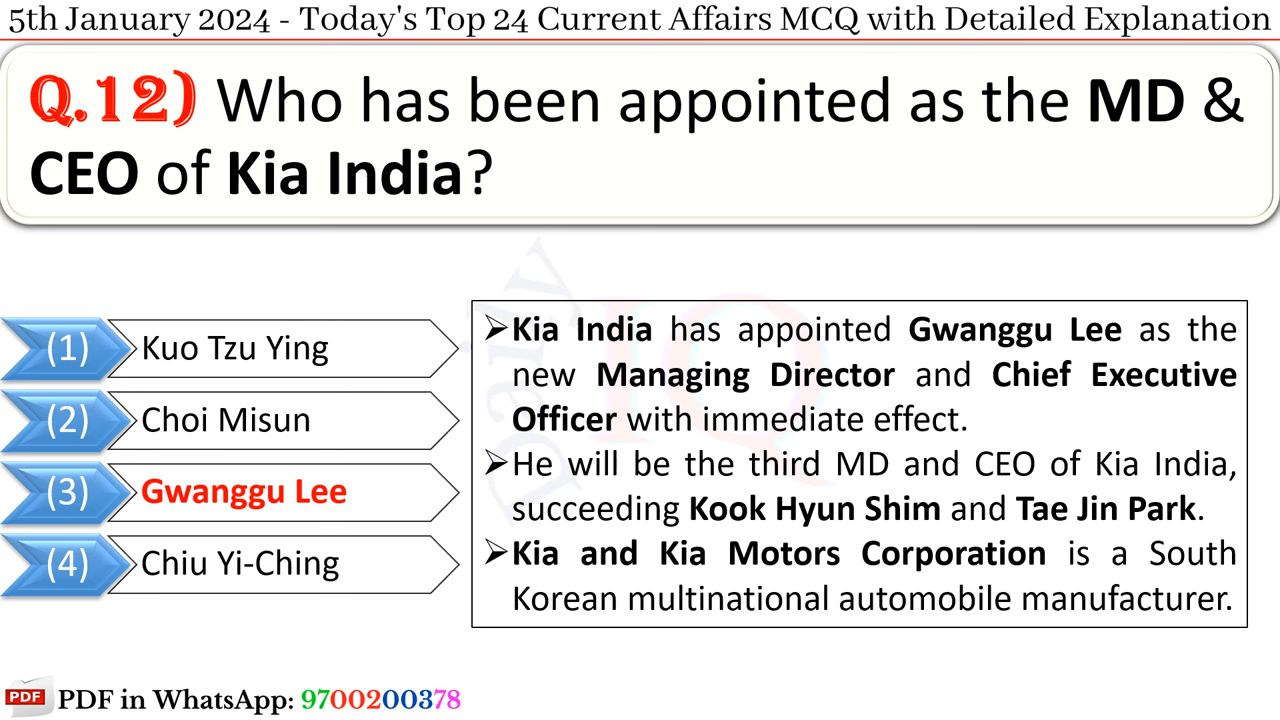 5th January 2024 - Today's Top 24 Current Affairs MCQ with Detailed Explanation
Q.12) Who has been appointed as the MD &
CEO of Kia India?
(1) Kuo Tzu Ying
(2) Choi Misun
(3) Gwanggu Lee
(4) Chiu Yi-Ching
➢Kia India has appointed Gwanggu Lee as the
new Managing Director and Chief Executive
Officer with immediate effect.
➢He will be the third MD and CEO of Kia India,
succeeding Kook Hyun Shim and Tae Jin Park.
➢Kia and Kia Motors Corporation is a South
Korean multinational automobile manufacturer.
Daily IQ
PDF PDF in WhatsApp: 9700200378